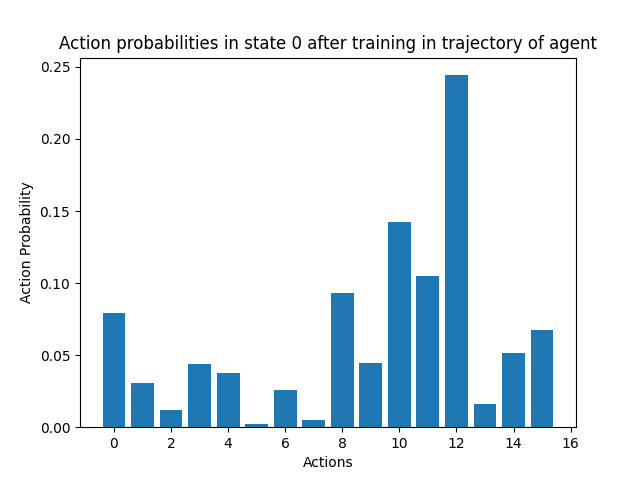 Action probabilities in state 0 after training in trajectory of agent
0.25
0.20
0.15
0.10
0.05
0.00
Action Probability
0 2 4 6 8 10 12 14 16
Actions